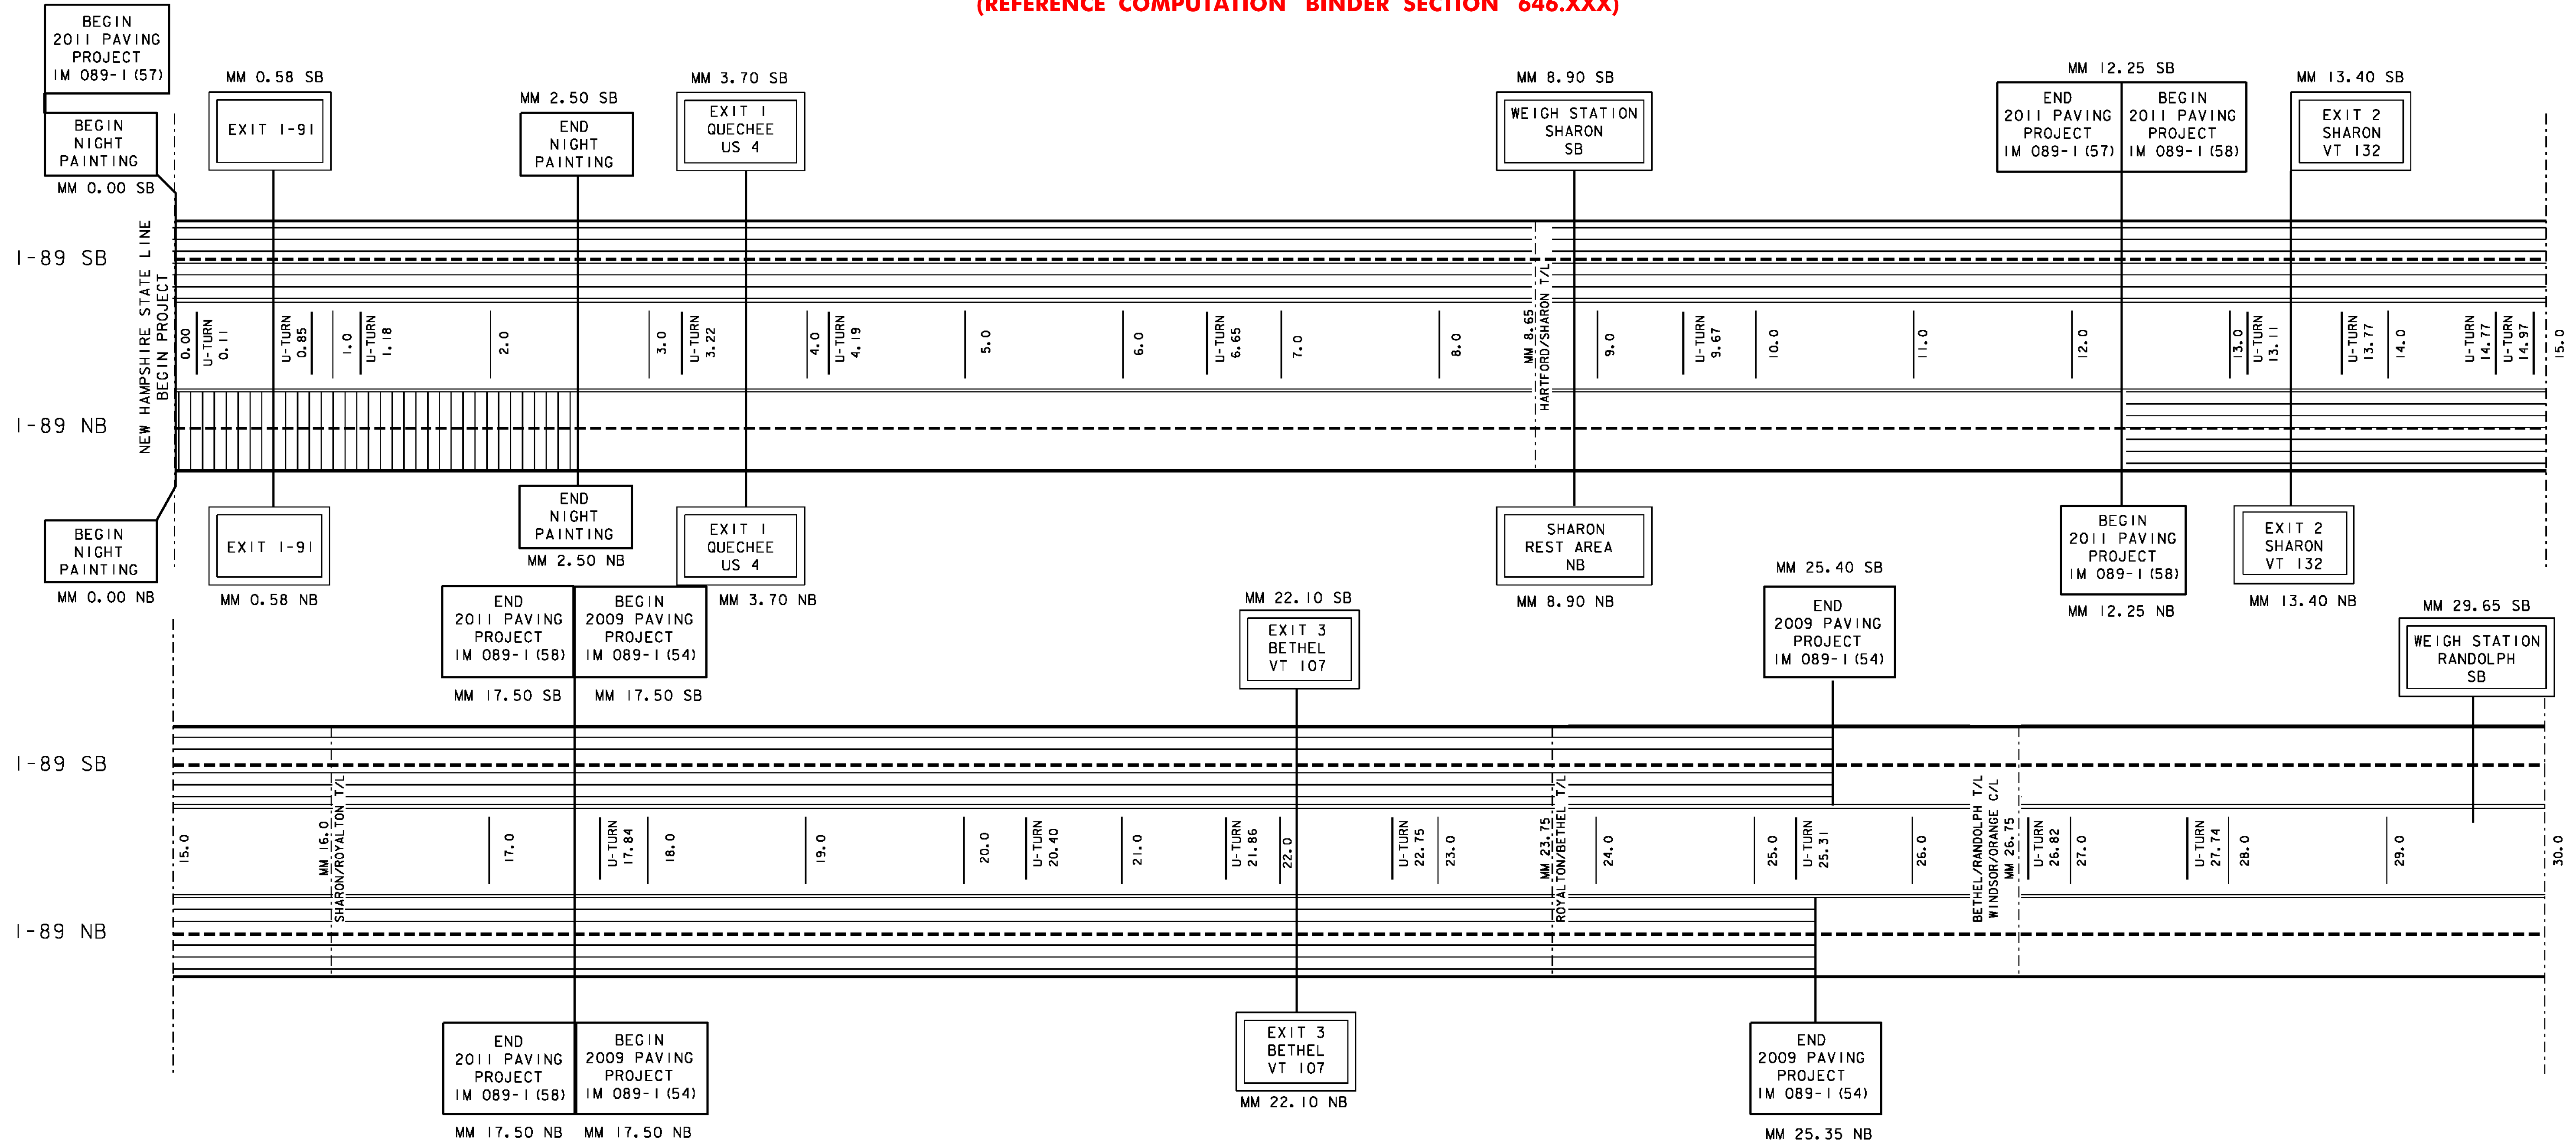 (REFERENCE COMPUTATION BINDER SECTION 646.XXX)
BEGIN
2011 PAVING
PROJECT
IM 089-1(57)
BEGIN
NIGHT
PAINTING
MM 0.00 SB
MM 0.58 SB
EXIT I-91
MM 2.50 SB
END
NIGHT
PAINTING
MM 3.70 SB
EXIT 1
QUECHEE
US 4
MM 8.90 SB
WEIGH STATION
SHARON
SB
MM 12.25 SB
END
2011 PAVING
PROJECT
IM 089-1(57)
BEGIN
2011 PAVING
PROJECT
IM 089-1(58)
MM 13.40 SB
EXIT 2
SHARON
VT 132
I-89 SB
NEW HAMPSHIRE STATE LINE
BEGIN PROJECT
0.00
U-TURN
0.11
U-TURN
0.85
1.0
U-TURN
1.18
2.0
3.0
U-TURN
3.22
4.0
U-TURN
4.19
5.0
6.0
U-TURN
6.65
7.0
8.0
MM 8.65
HARTFORD/SHARON T/L
9.0
U-TURN
9.67
10.0
11.0
12.0
13.0
U-TURN
13.11
U-TURN
13.77
14.0
U-TURN
14.77
U-TURN
14.97
15.0
I-89 NB
BEGIN
NIGHT
PAINTING
MM 0.00 NB
EXIT I-91
MM 0.58 NB
END
NIGHT
PAINTING
MM 2.50 NB
EXIT 1
QUECHEE
US 4
MM 3.70 NB
SHARON
REST AREA
NB
MM 8.90 NB
BEGIN
2011 PAVING
PROJECT
IM 089-1(58)
MM 12.25 NB
EXIT 2
SHARON
VT 132
MM 13.40 NB
END
2011 PAVING
PROJECT
IM 089-1(58)
MM 17.50 SB
BEGIN
2009 PAVING
PROJECT
IM 089-1(54)
MM 17.50 SB
MM 22.10 SB
EXIT 3
BETHEL
VT 107
MM 25.40 SB
END
2009 PAVING
PROJECT
IM 089-1(54)
MM 29.65 SB
WEIGH STATION
RANDOLPH
SB
I-89 SB
15.0
MM 16.0
SHARON/ROYALTON T/L
17.0
U-TURN
17.84
18.0
19.0
20.0
U-TURN
20.40
21.0
U-TURN
21.86
22.0
U-TURN
22.75
23.0
MM 23.75
ROYALTON/BETHEL T/L
24.0
25.0
U-TURN
25.31
26.0
BETHEL/RANDOLPH T/L
WINDSOR/ORANGE C/L
MM 26.75
U-TURN
26.82
27.0
U-TURN
27.74
28.0
29.0
30.0
I-89 NB
END
2011 PAVING
PROJECT
IM 089-1(58)
MM 17.50 NB
BEGIN
2009 PAVING
PROJECT
IM 089-1(54)
MM 17.50 NB
EXIT 3
BETHEL
VT 107
MM 22.10 NB
END
2009 PAVING
PROJECT
IM 089-1(54)
MM 25.35 NB